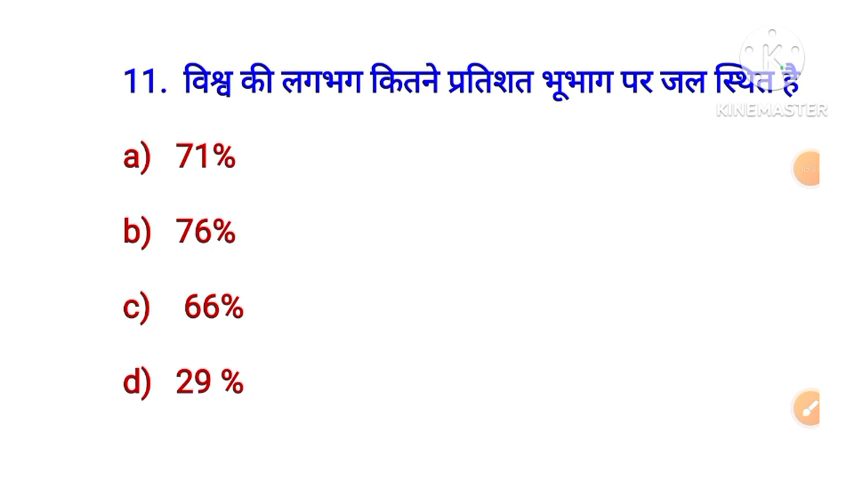 11. विश्व की लगभग कितने प्रतिशत भूभाग पर जल स्थित है
KINEMASTER
a) 71%
b) 76%
c) 66%
d) 29 %